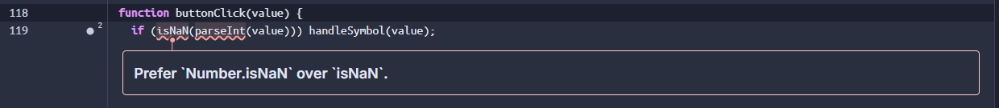 118 function buttonClick(value) {
119 2 if (isNaN(parseInt(value))) handleSymbol(value);
Prefer `Number.isNaN` over `isNaN`.